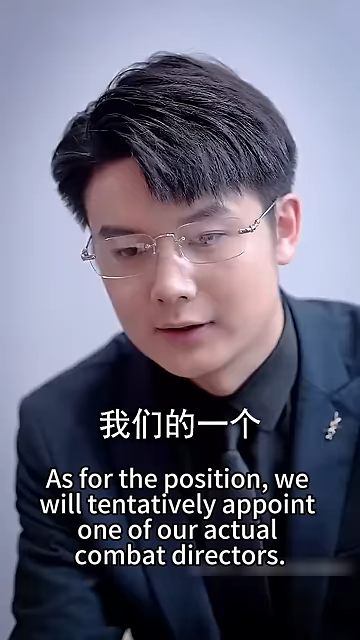 我们的一个
As for the position, we
will tentatively appoint
one of our actual
combat directors.